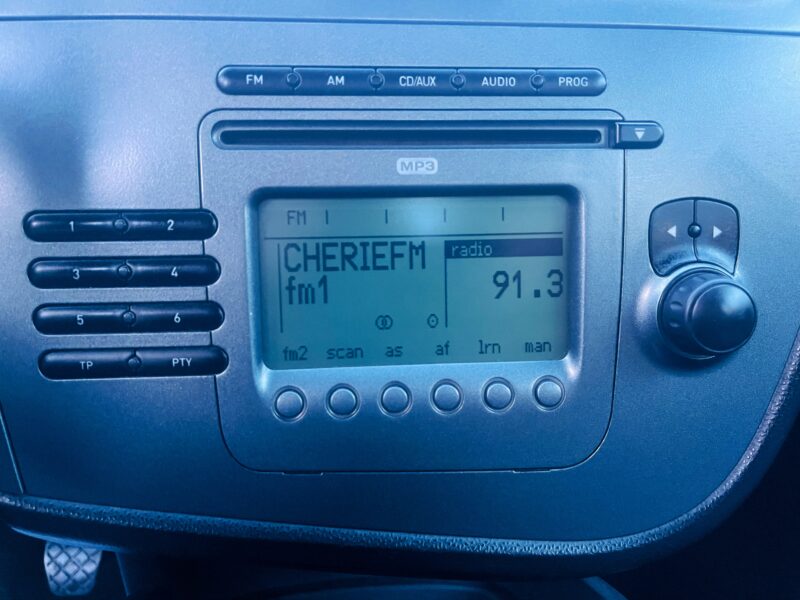 FM AM CD/AUX AUDIO PROG
MP3
1 2
3 4
5 6
TP PTY
FM
CHERIEFM
fm1
radio
91.3
fm2 scan as af lrn man